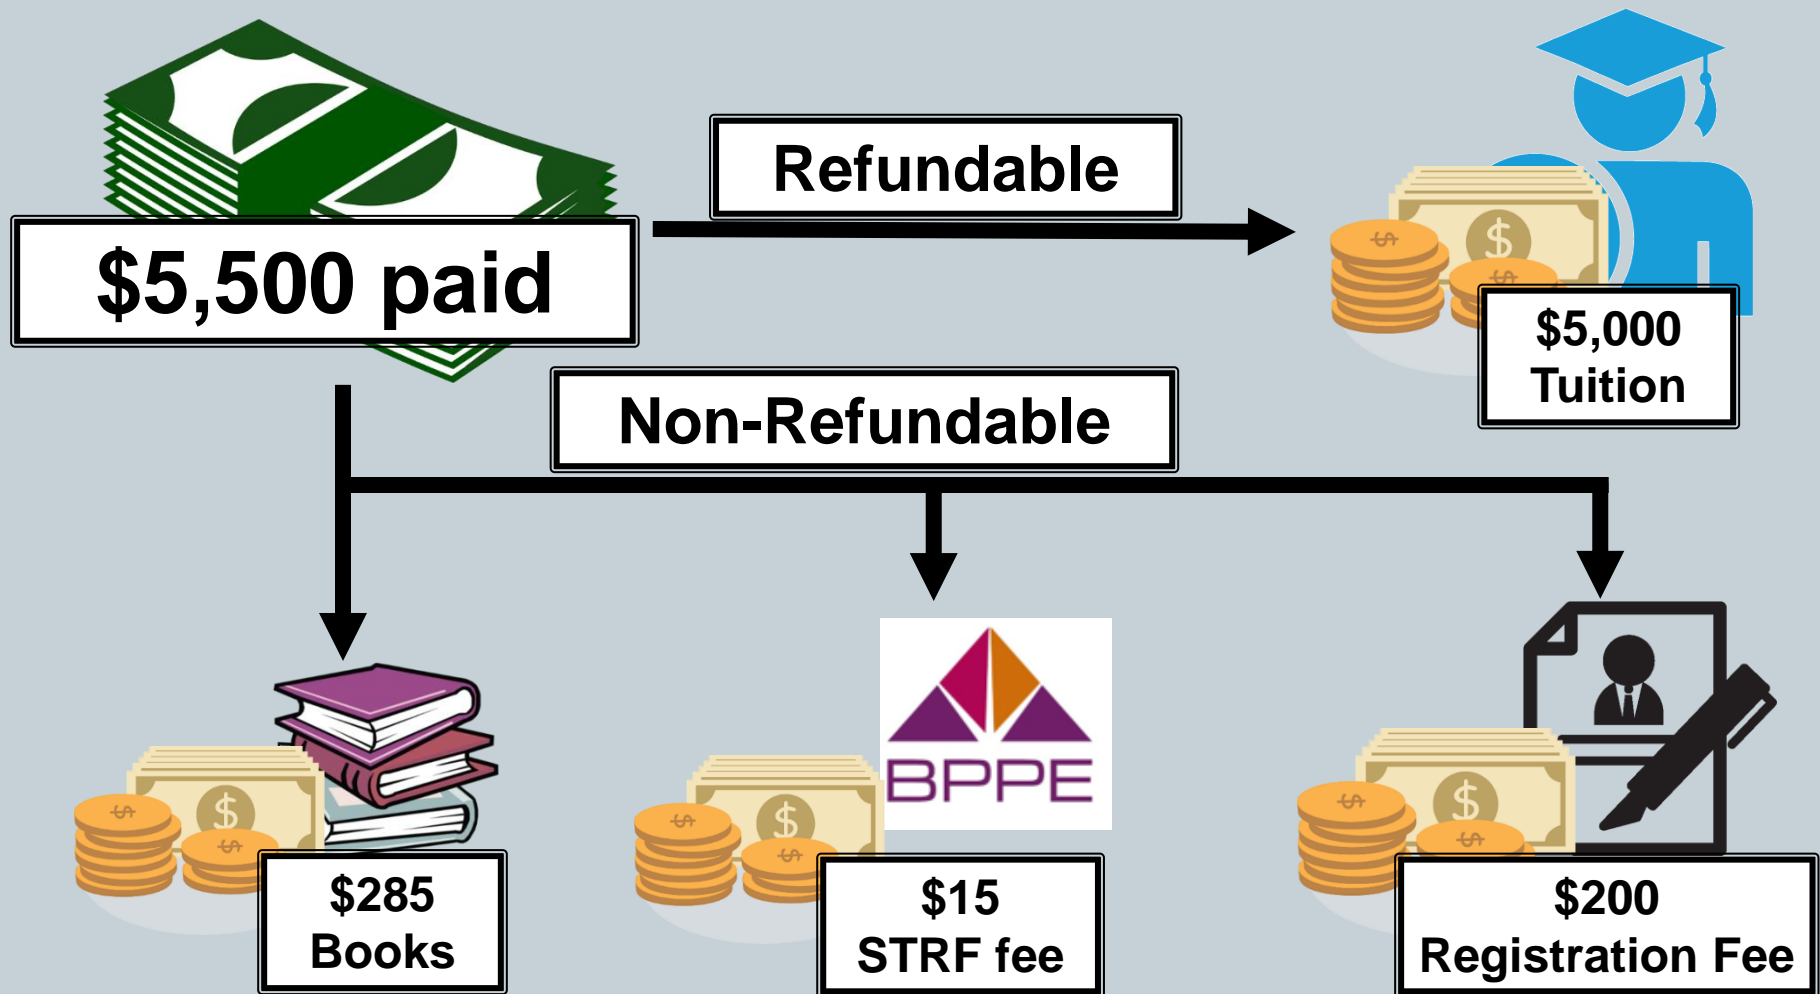 Refundable
$5,500 paid
$5,000
Tuition
Non-Refundable
BPPE
$285
Books
$15
STRF fee
$200
Registration Fee